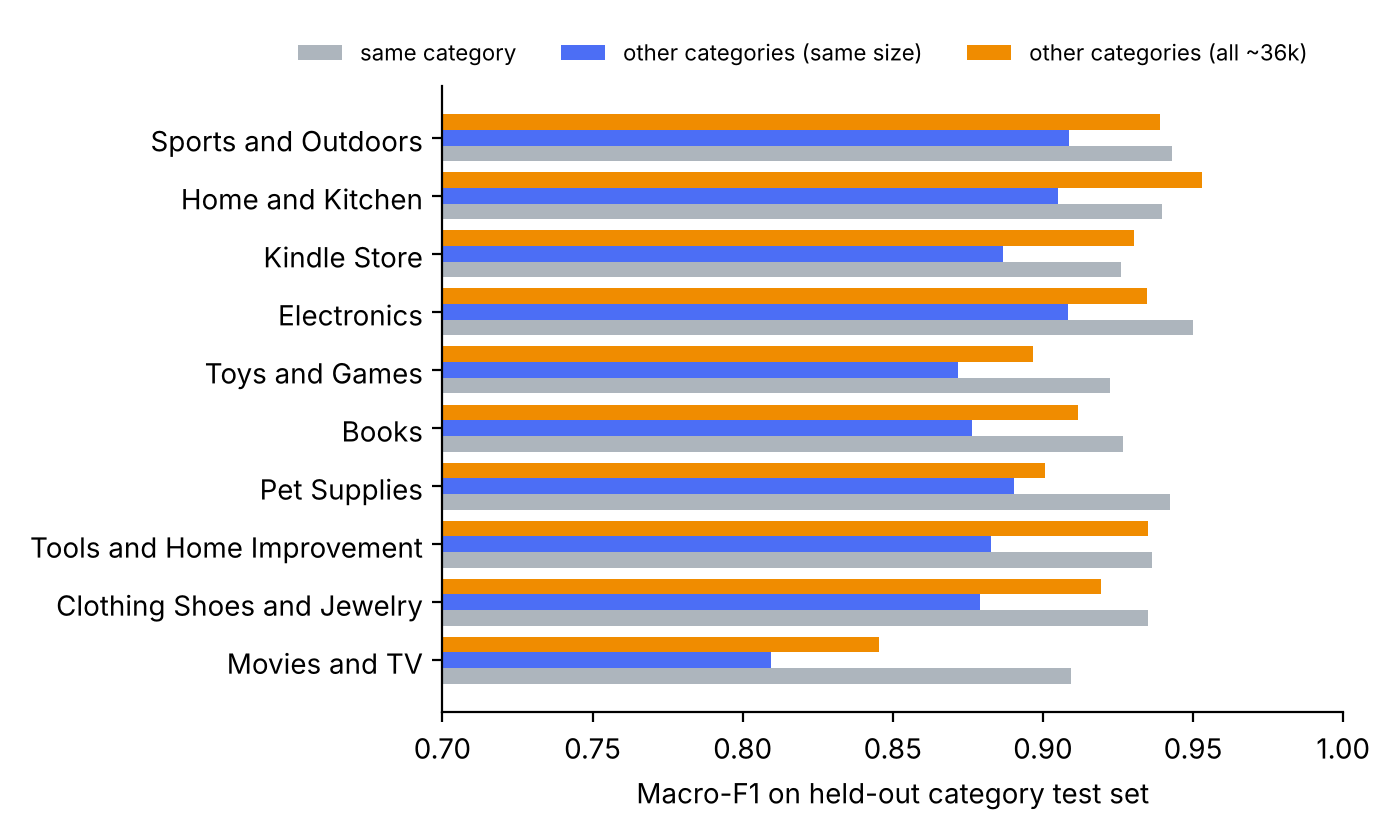 same category
other categories (same size)
other categories (all ~36k)
Sports and Outdoors
Home and Kitchen
Kindle Store
Electronics
Toys and Games
Books
Pet Supplies
Tools and Home Improvement
Clothing Shoes and Jewelry
Movies and TV
0.70 0.75 0.80 0.85 0.90 0.95 1.00
Macro-F1 on held-out category test set